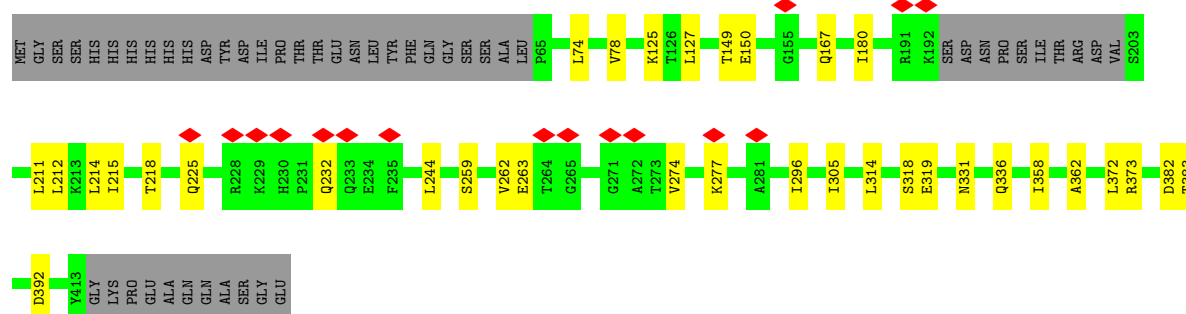 MET GLY SER SER HIS HIS HIS HIS HIS HIS ASP TYR ASP ILE PRO THR THR GLU ASN LEU TYR PHE GLN GLY SER SER ALA LEU P65 L74 V78 K125 T126 L127 T149 E150 G155 Q167 I180 R191 K192 SER ASP ASN PRO SER ILE THR ARG ASP VAL S203
L211 L212 K213 L214 I215 T218 Q225 R228 K229 H230 P231 Q232 Q233 E234 F235 L244 S259 V262 E263 T264 G265 G271 A272 T273 V274 K277 A281 I296 I305 L314 S318 E319 N331 Q336 I358 A362 L372 R373 D382
D392 Y413 GLY LYS PRO GLU ALA GLN GLN ALA SER GLY GLU